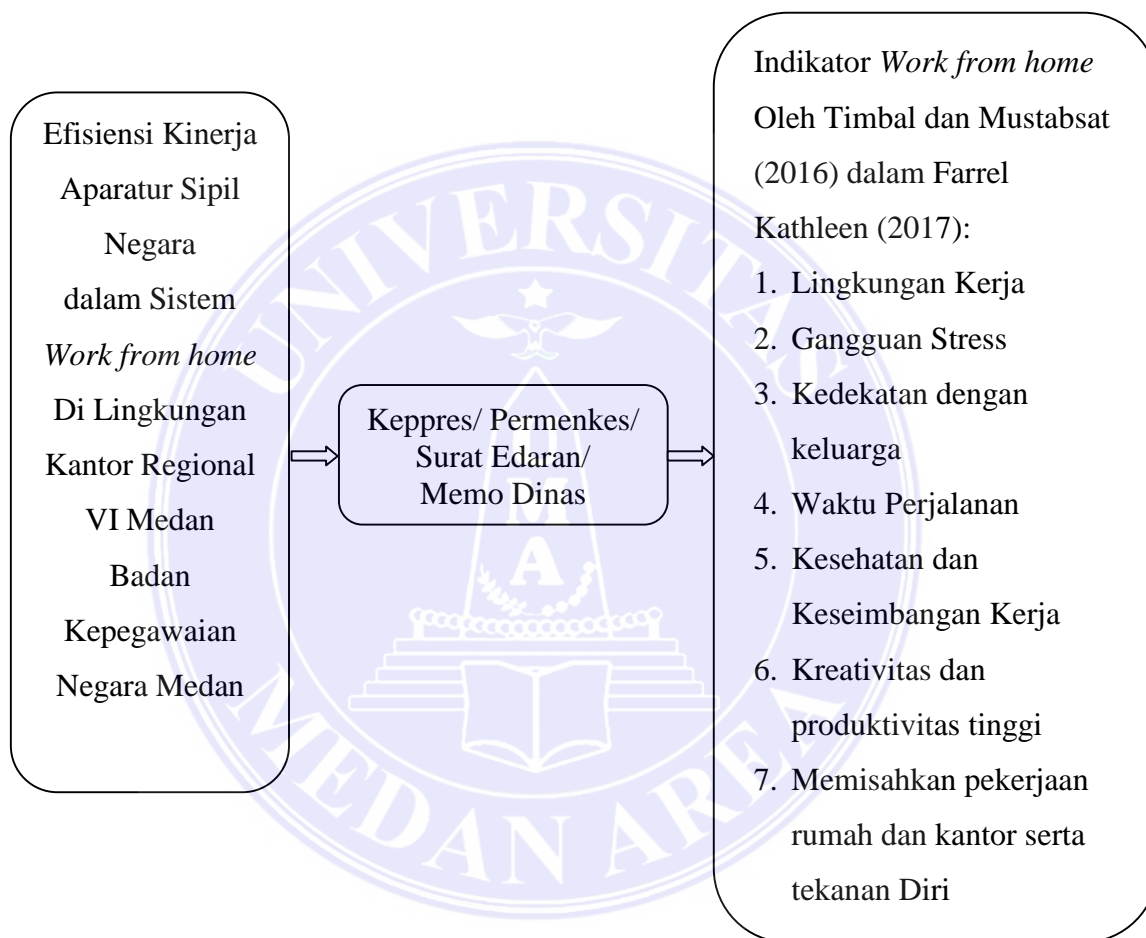 Efisiensi Kinerja
Aparatur Sipil
Negara
dalam Sistem
Work from home
Di Lingkungan
Kantor Regional
VI Medan
Badan
Kepegawaian
Negara Medan
Keppres/ Permenkes/
Surat Edaran/
Memo Dinas
Indikator Work from home
Oleh Timbal dan Mustabsat
(2016) dalam Farrel
Kathleen (2017):
1. Lingkungan Kerja
2. Gangguan Stress
3. Kedekatan dengan
keluarga
4. Waktu Perjalanan
5. Kesehatan dan
Keseimbangan Kerja
6. Kreativitas dan
produktivitas tinggi
7. Memisahkan pekerjaan
rumah dan kantor serta
tekanan Diri
UNIVERSITAS
MEDAN AREA
U
M
A